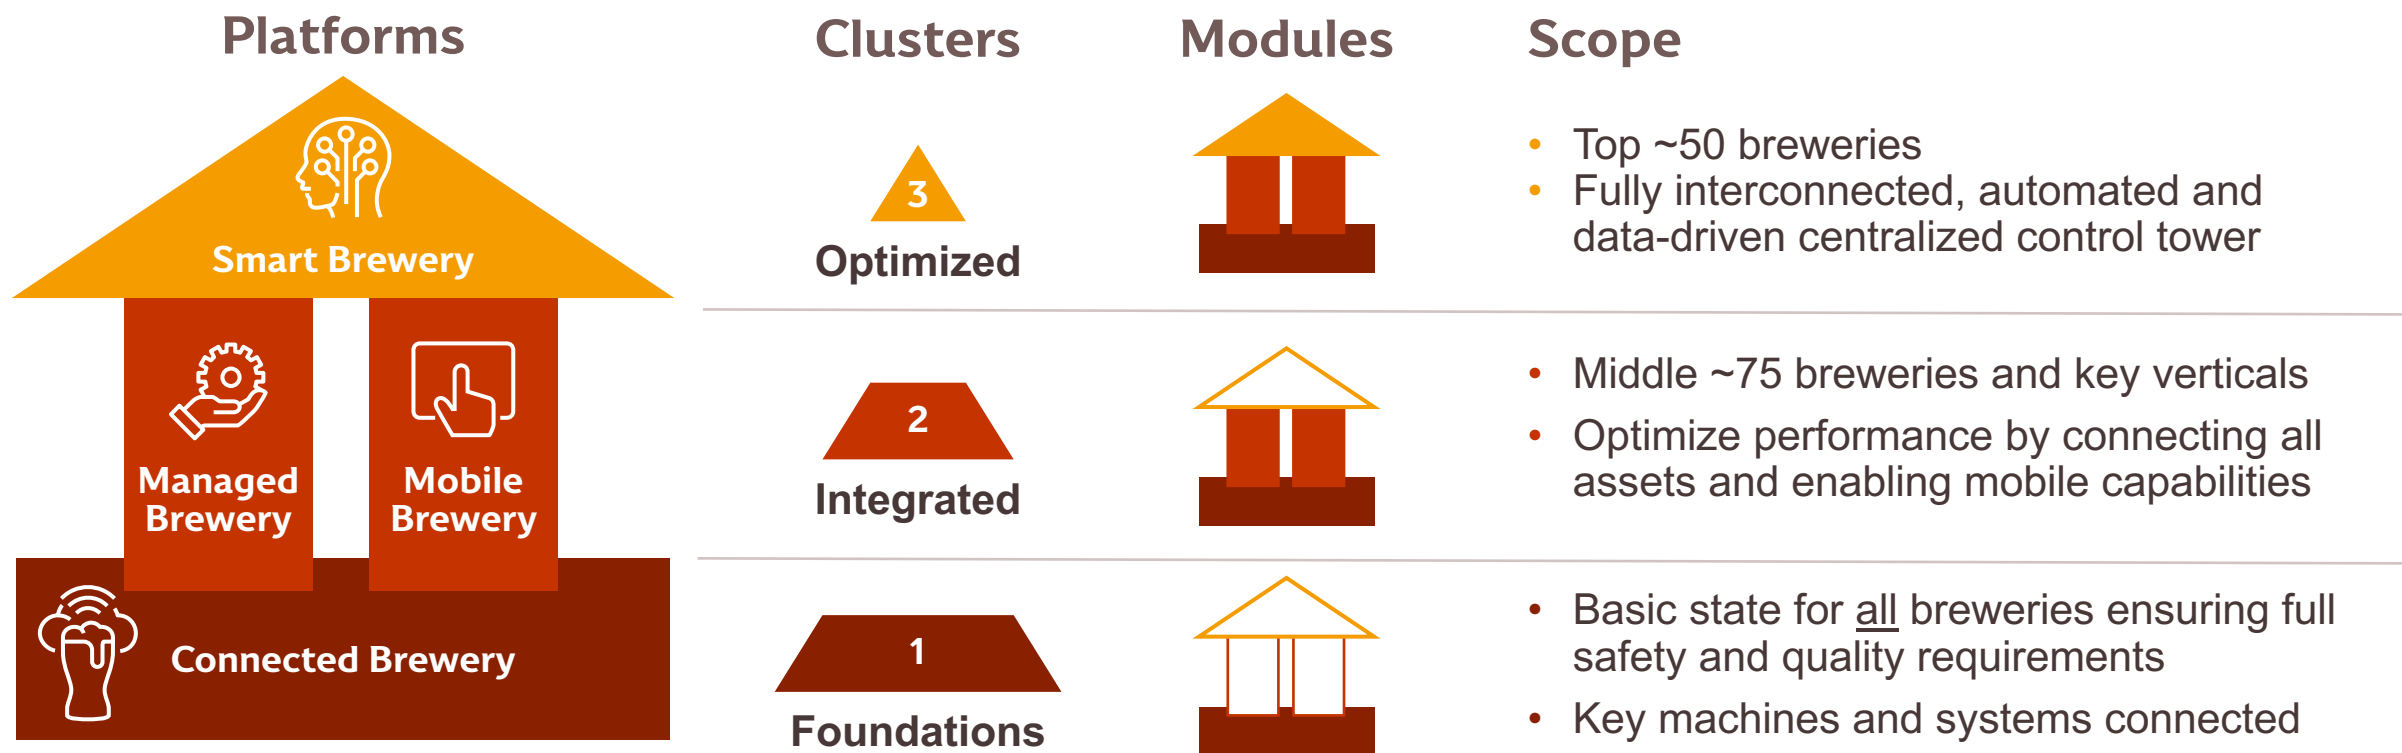 Platforms
Clusters
Modules
Scope
Smart Brewery
Managed
Brewery
Mobile
Brewery
Connected Brewery
3
Optimized
• Top ~50 breweries
• Fully interconnected, automated and
data-driven centralized control tower
2
Integrated
• Middle ~75 breweries and key verticals
• Optimize performance by connecting all
assets and enabling mobile capabilities
1
Foundations
• Basic state for all breweries ensuring full
safety and quality requirements
• Key machines and systems connected